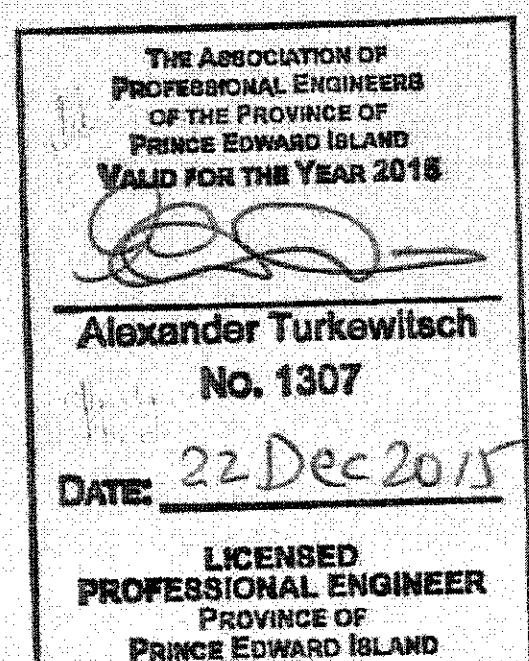 THE ASSOCIATION OF
PROFESSIONAL ENGINEERS
OF THE PROVINCE OF
PRINCE EDWARD ISLAND
VALID FOR THE YEAR 2015
Alexander Turkewitsch
No. 1307
DATE: 22 Dec 2015
LICENSED
PROFESSIONAL ENGINEER
PROVINCE OF
PRINCE EDWARD ISLAND